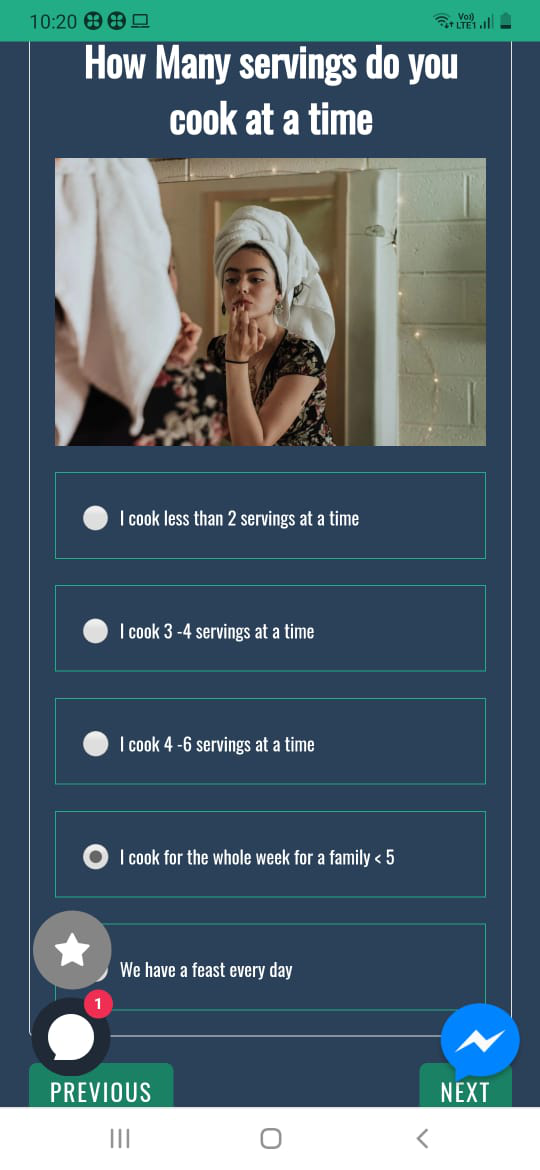 10:20
Vo))
LTE1
How Many servings do you
cook at a time
I cook less than 2 servings at a time
I cook 3 -4 servings at a time
I cook 4 -6 servings at a time
I cook for the whole week for a family < 5
We have a feast every day
1
PREVIOUS
NEXT